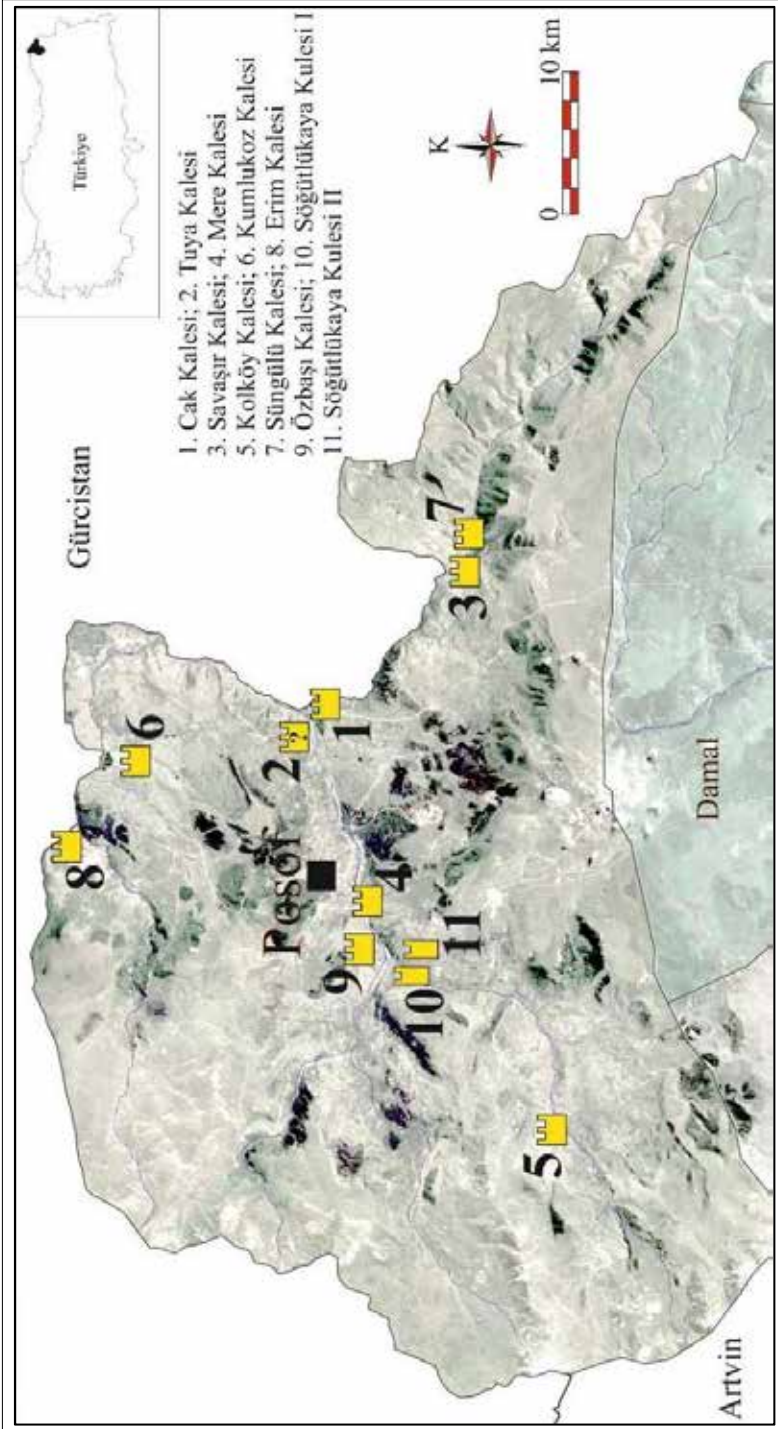 Türkiye
Gürcistan
1. Cak Kalesi; 2. Tuya Kalesi
3. Savaşır Kalesi; 4. Mere Kalesi
5. Kolköy Kalesi; 6. Kumlukoz Kalesi
7. Süngülü Kalesi; 8. Erim Kalesi
9. Özbaşı Kalesi; 10. Söğütlükaya Kulesi I
11. Söğütlükaya Kulesi II
K
0 10 km
8
6
2
?
1
Posof
9
4
10
11
3
7'
5
Damal
Artvin